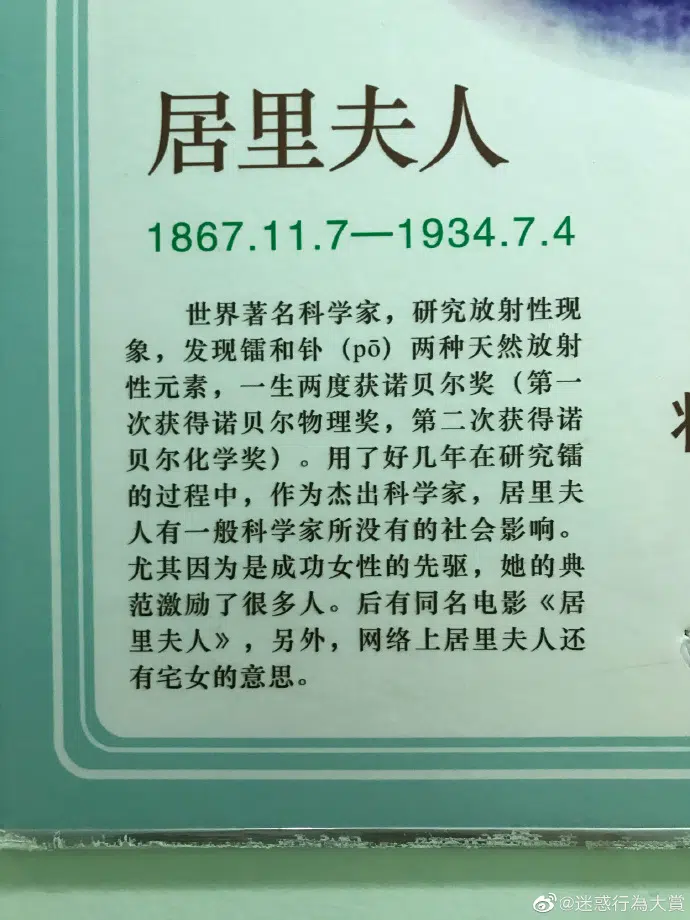 居里夫人
1867.11.7—1934.7.4
世界著名科学家，研究放射性现
象，发现镭和钋（pō）两种天然放射
性元素，一生两度获诺贝尔奖（第一
次获得诺贝尔物理奖，第二次获得诺
贝尔化学奖）。用了好几年在研究镭
的过程中，作为杰出科学家，居里夫
人有一般科学家所没有的社会影响。
尤其因为是成功女性的先驱，她的典
范激励了很多人。后有同名电影《居
里夫人》，另外，网络上居里夫人还
有宅女的意思。
@迷惑行為大賞